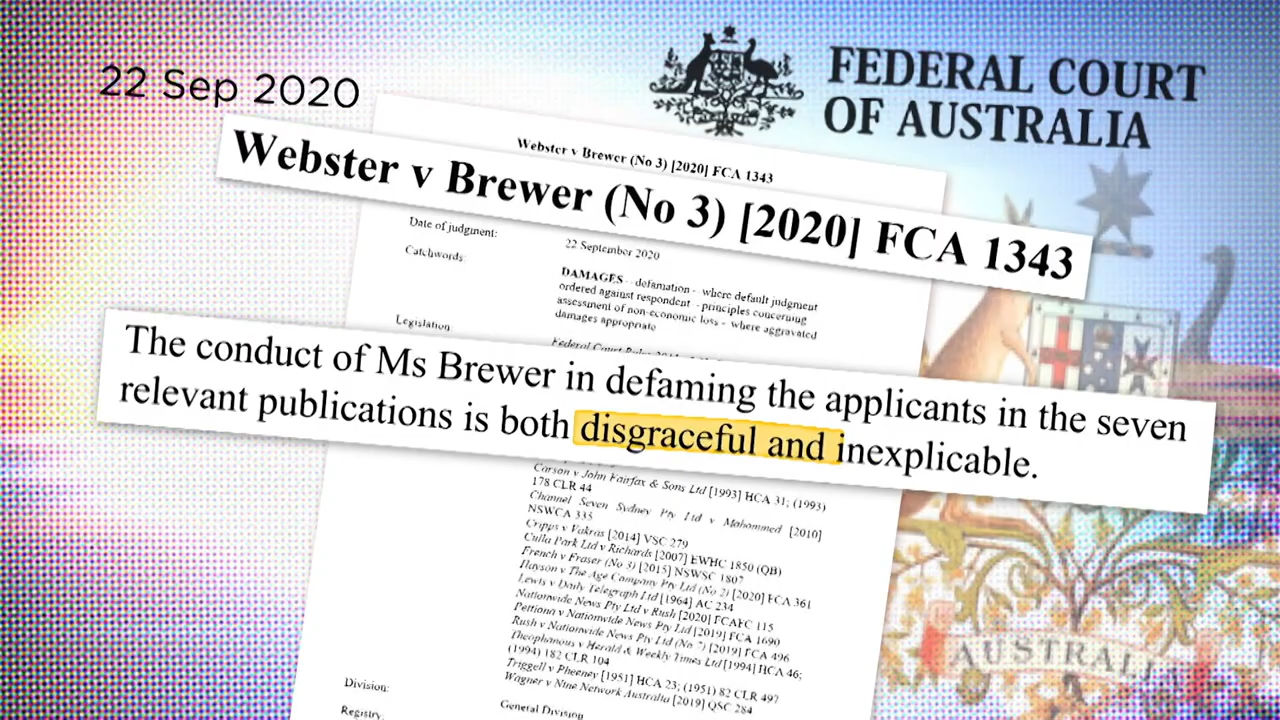 22 Sep 2020
FEDERAL COURT
OF AUSTRALIA
Webster v Brewer (No 3) [2020] FCA 1343
Webster v Brewer (No 3) [2020] FCA 1343
Date of judgment:
22 September 2020
Catchwords:
DAMAGES - defamation - where default judgment
ordered against respondent - principles concerning
assessment of non-economic loss - where aggravated
damages appropriate
Legislation
Federal Court Rules
The conduct of Ms Brewer in defaming the applicants in the seven
relevant publications is both disgraceful and inexplicable.
Carson v John Fairfax & Sons Ltd [1993] HCA 31; (1993)
178 CLR 44
Channel Seven Sydney Pty Ltd v Mahommed [2010]
NSWCA 335
Cripps v Vakras [2014] VSC 279
Culla Park Ltd v Richards [2007] EWHC 1850 (QB)
French v Fraser (No 3) [2015] NSWSC 1807
Hayson v The Age Company Pty Ltd (No 2) [2020] FCA 361
Lewis v Daily Telegraph Ltd [1964] AC 234
Nationwide News Pty Ltd v Rush [2020] FCAFC 115
Nationwide News Pty Ltd [2019] FCA 1690
Rush v Nationwide News Pty Ltd (No 7) [2019] FCA 496
Theophanous v Herald & Weekly Times Ltd [1994] HCA 46;
(1994) 182 CLR 104
Triggell v Pheeney [1951] HCA 23; (1951) 82 CLR 497
Wagner v Nine Network Australia [2019] QSC 284
AUSTRALI
Division:
General Division
Registry: